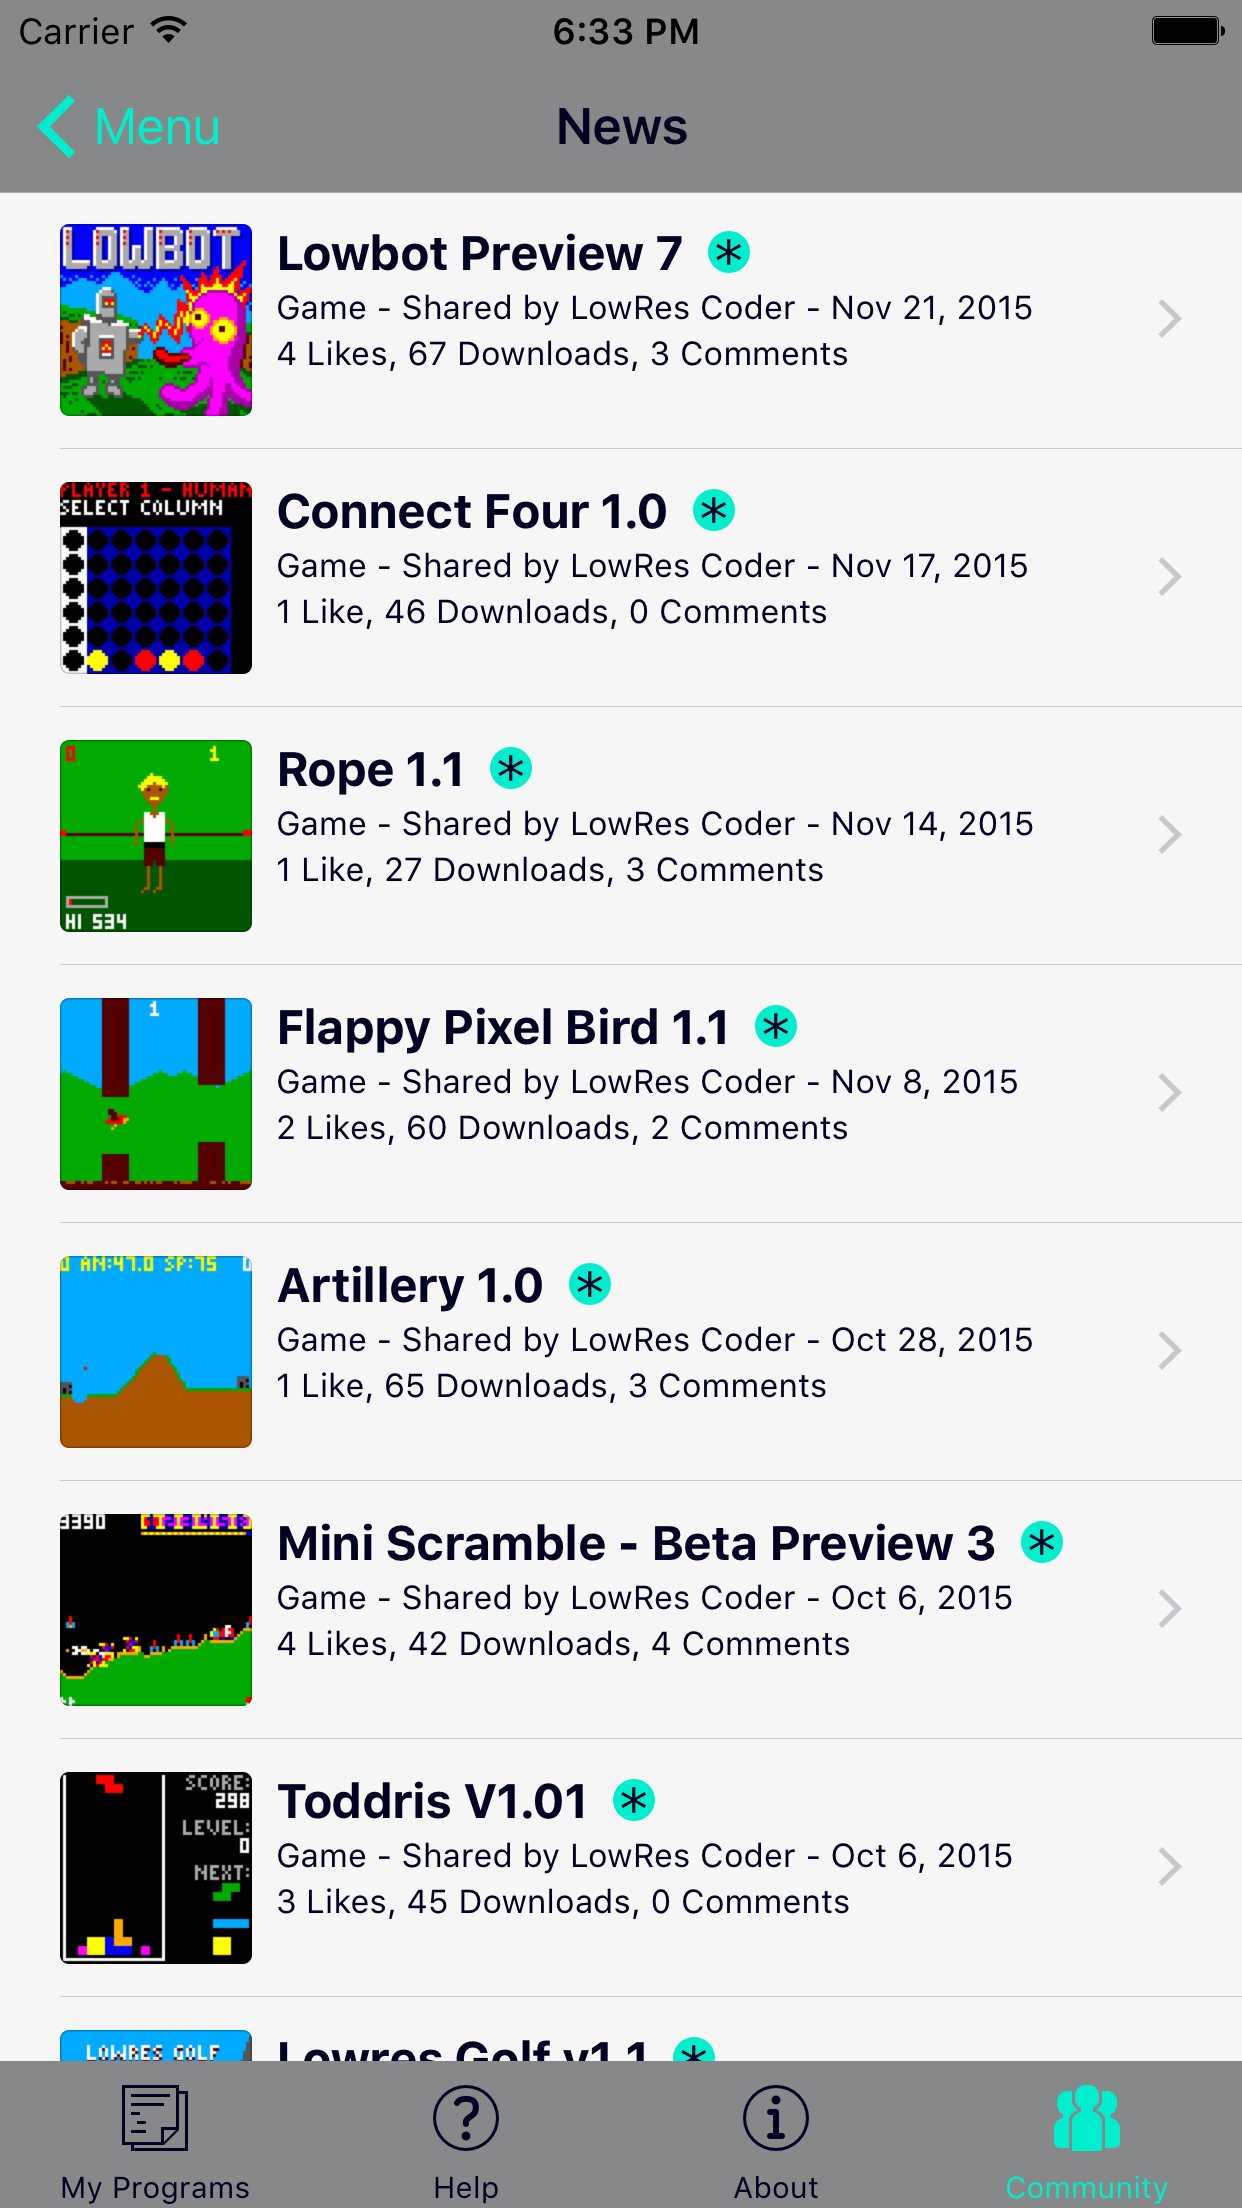 Carrier 6:33 PM
Menu News
LOWBOT
Lowbot Preview 7
Game - Shared by LowRes Coder - Nov 21, 2015
4 Likes, 67 Downloads, 3 Comments
PLAYER 1 - HUMAN
SELECT COLUMN
Connect Four 1.0
Game - Shared by LowRes Coder - Nov 17, 2015
1 Like, 46 Downloads, 0 Comments
0 1
HI 534
Rope 1.1
Game - Shared by LowRes Coder - Nov 14, 2015
1 Like, 27 Downloads, 3 Comments
1
Flappy Pixel Bird 1.1
Game - Shared by LowRes Coder - Nov 8, 2015
2 Likes, 60 Downloads, 2 Comments
0 AN:47.0 SP:75 0
Artillery 1.0
Game - Shared by LowRes Coder - Oct 28, 2015
1 Like, 65 Downloads, 3 Comments
3390
Mini Scramble - Beta Preview 3
Game - Shared by LowRes Coder - Oct 6, 2015
4 Likes, 42 Downloads, 4 Comments
SCORE:
298
LEVEL:
0
NEXT:
Toddris V1.01
Game - Shared by LowRes Coder - Oct 6, 2015
3 Likes, 45 Downloads, 0 Comments
LOWRES GOLF
Lowres Golf v1.1
My Programs Help About Community